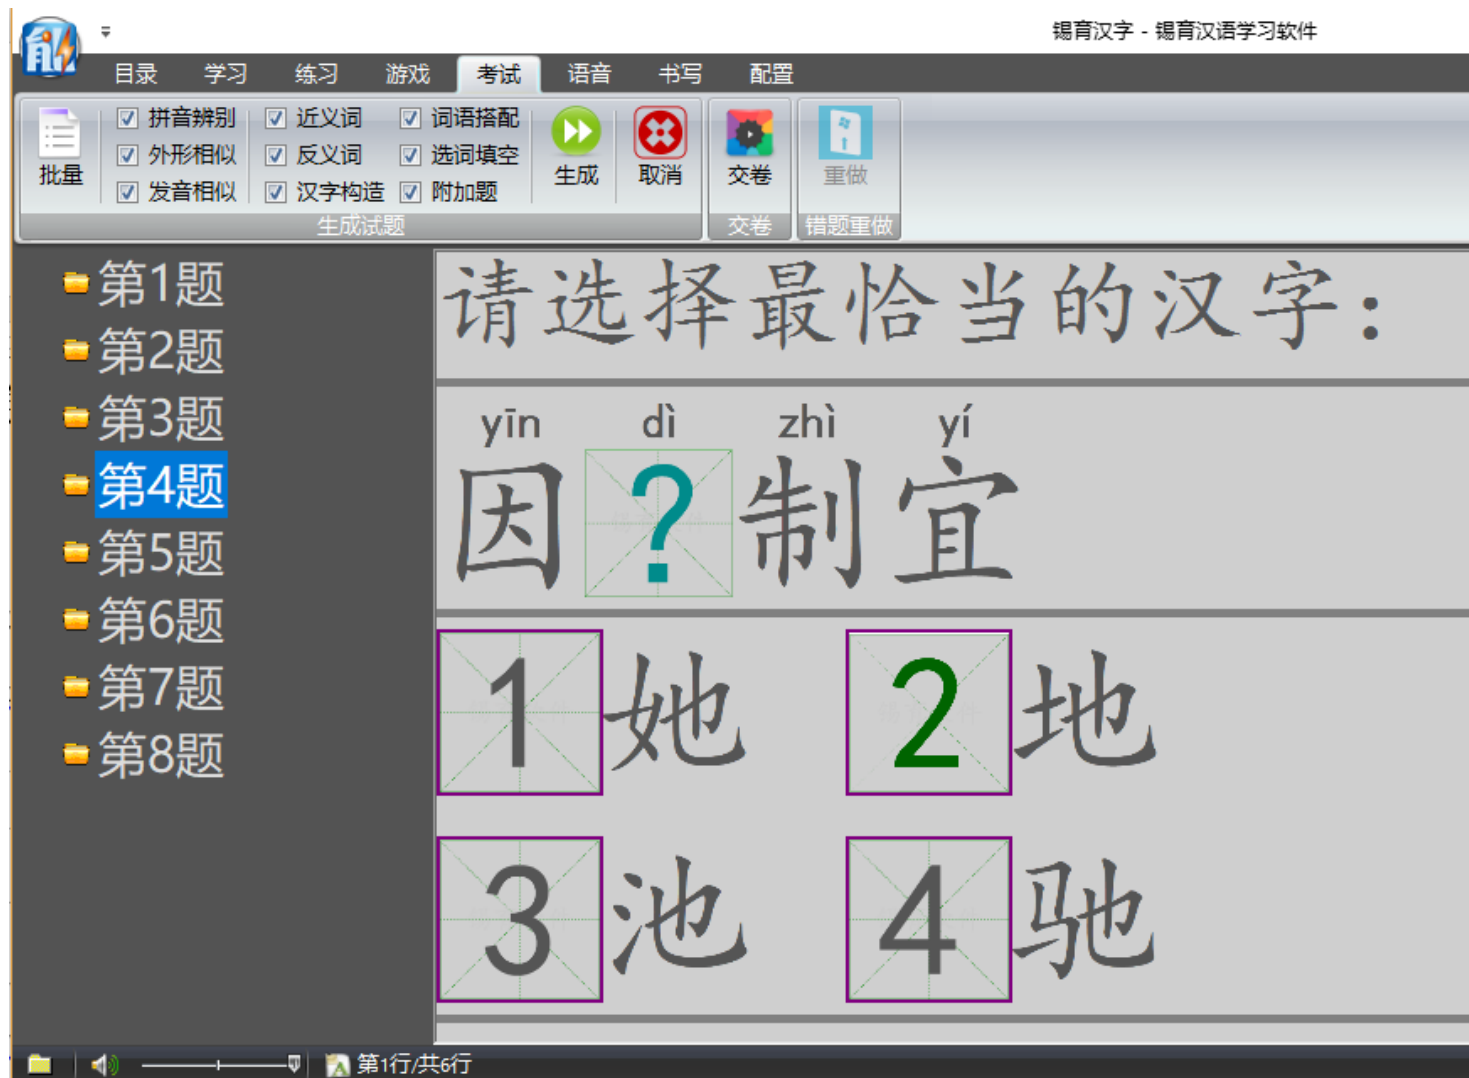 锡育汉字 - 锡育汉语学习软件
目录 学习 练习 游戏 考试 语音 书写 配置
拼音辨别 近义词 词语搭配
外形相似 反义词 选词填空
发音相似 汉字构造 附加题
批量 生成 取消 交卷 重做
生成试题 交卷 错题重做
第1题
第2题
第3题
第4题
第5题
第6题
第7题
第8题
请选择最恰当的汉字：
yīn dì zhì yí
因 ? 制 宜
1 她 2 地
3 池 4 驰
第1行/共6行